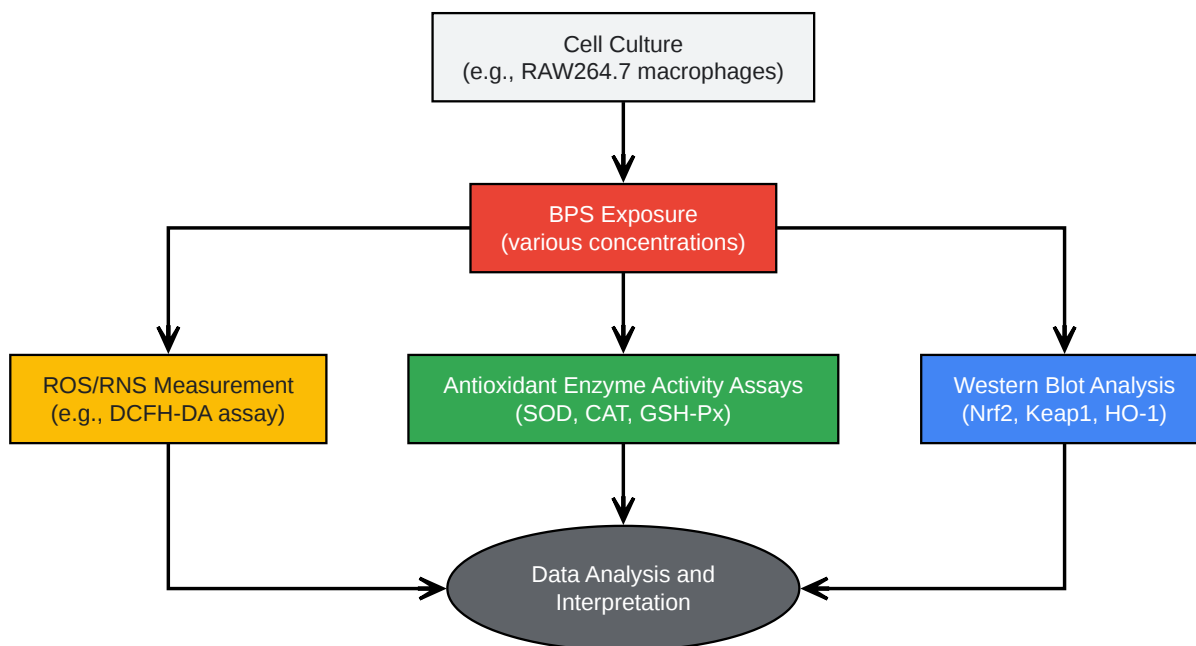 Cell Culture
(e.g., RAW264.7 macrophages)
BPS Exposure
(various concentrations)
ROS/RNS Measurement
(e.g., DCFH-DA assay)
Antioxidant Enzyme Activity Assays
(SOD, CAT, GSH-Px)
Western Blot Analysis
(Nrf2, Keap1, HO-1)
Data Analysis and
Interpretation